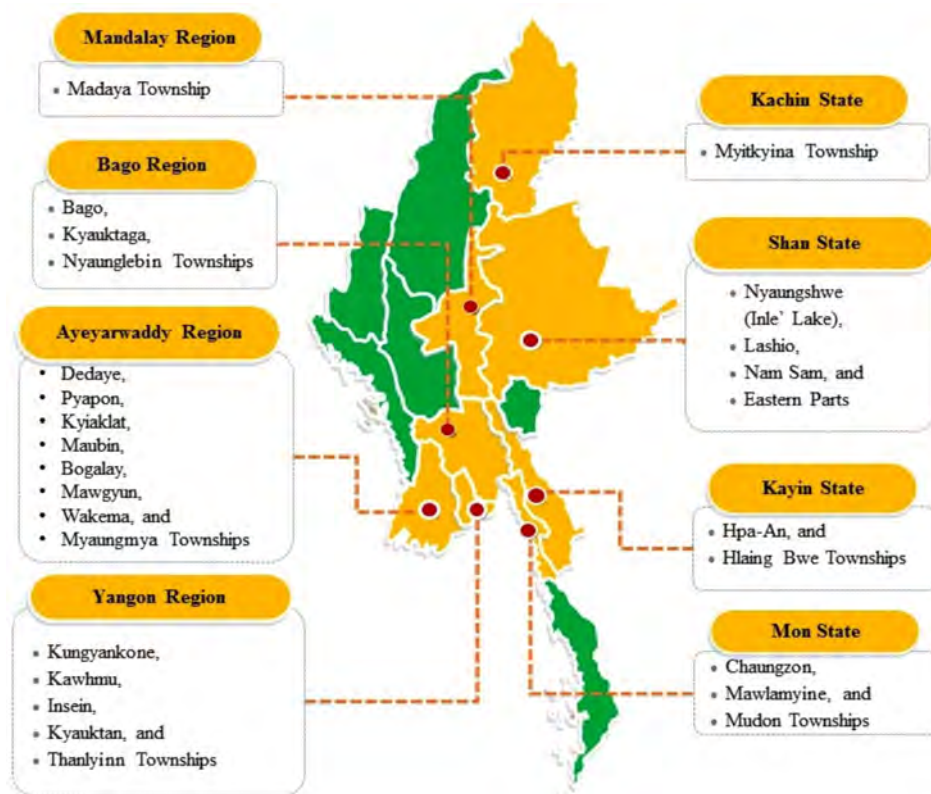 Mandalay Region
• Madaya Township
Bago Region
• Bago,
• Kyauktaga,
• Nyaunglebin Townships
Ayeyarwaddy Region
• Dedaye,
• Pyapon,
• Kyiaklat,
• Maubin,
• Bogalay,
• Mawgyun,
• Wakema, and
• Myaungmya Townships
Yangon Region
• Kungyankone,
• Kawhmu,
• Insein,
• Kyauktan, and
• Thanlyinn Townships
Kachin State
• Myitkyina Township
Shan State
• Nyaungshwe
(Inle’ Lake),
• Lashio,
• Nam Sam, and
• Eastern Parts
Kayin State
• Hpa-An, and
• Hlaing Bwe Townships
Mon State
• Chaungzon,
• Mawlamyine, and
• Mudon Townships